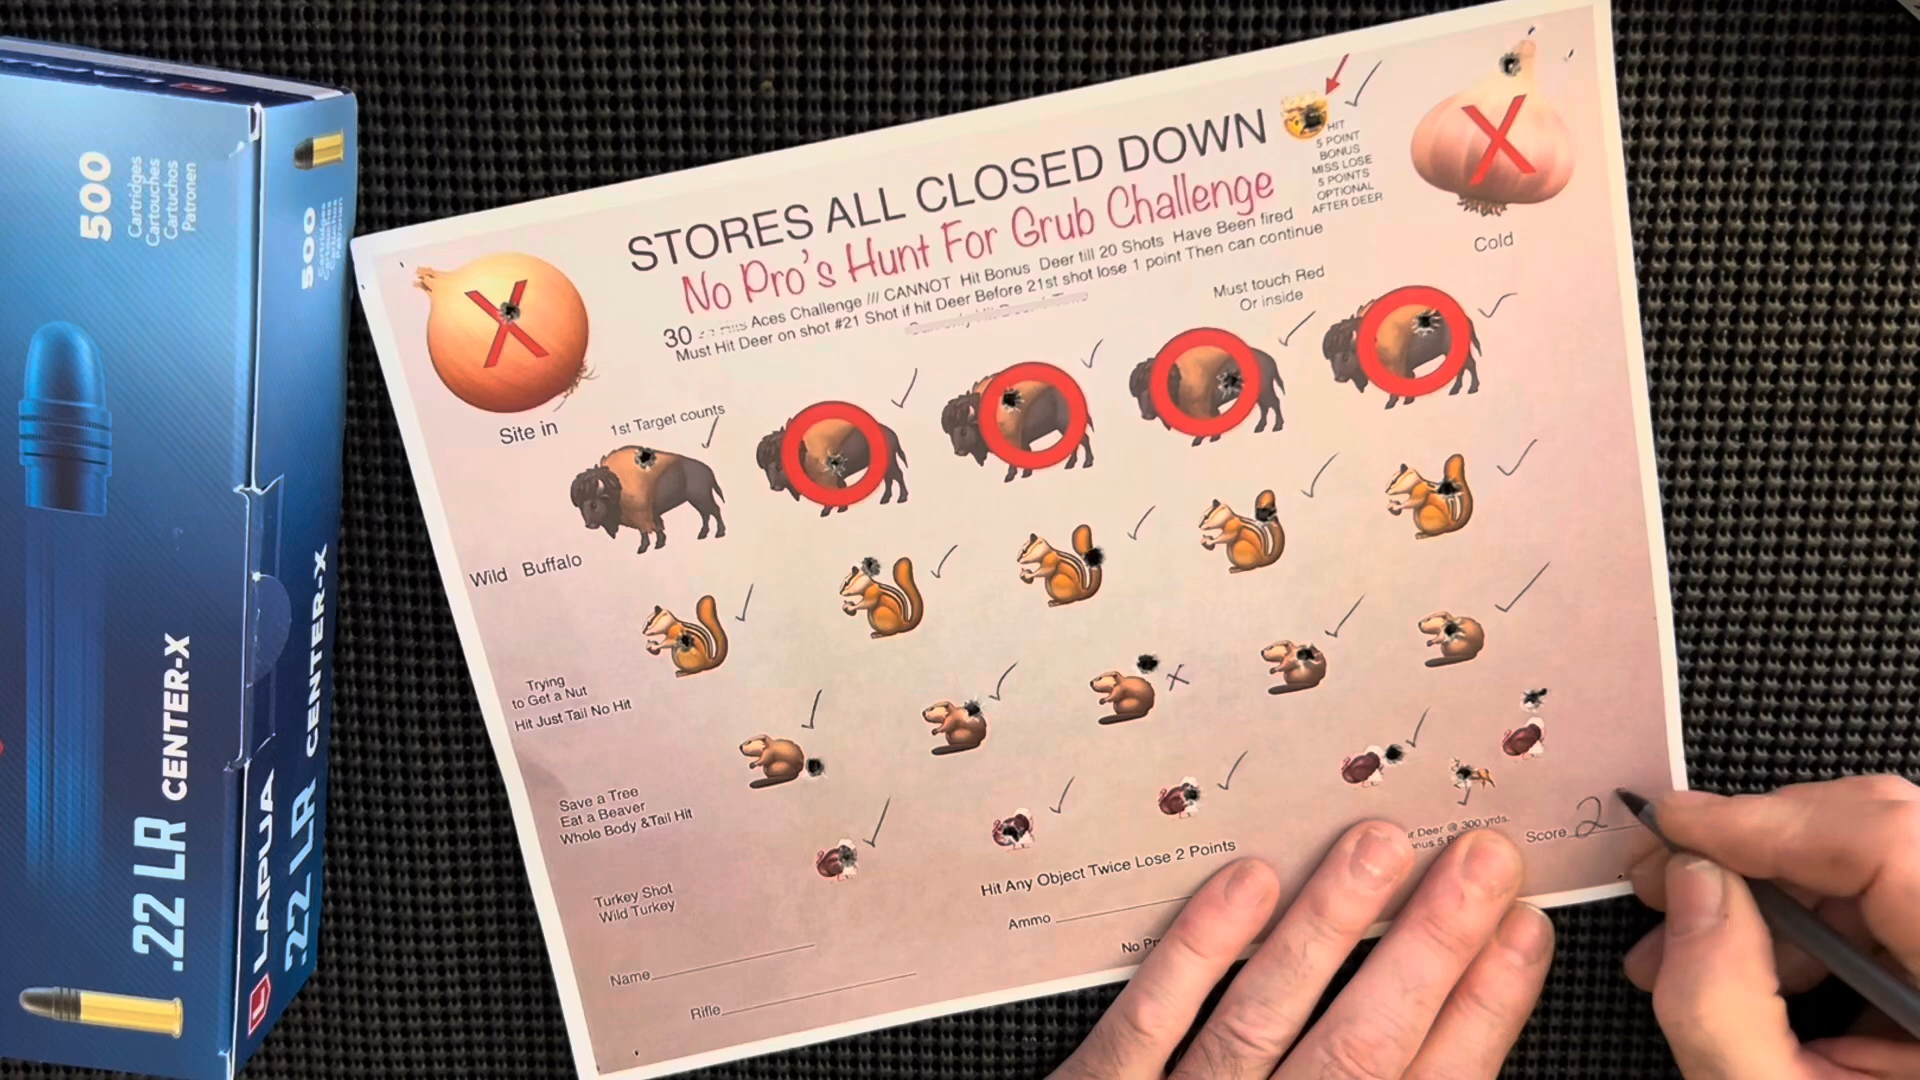 500
Cartridges
Cartouches
Cartuchos
Patronen
.22 LR CENTER-X
500
LAPUA
.22 LR CENTER-X
STORES ALL CLOSED DOWN
No Pro's Hunt For Grub Challenge
30 Aces Challenge /// CANNOT Hit Bonus Deer till 20 Shots Have Been fired
Must Hit Deer on shot #21 Shot if hit Deer Before 21st shot lose 1 point Then can continue
HIT
5 POINT
BONUS
MISS LOSE
5 POINTS
OPTIONAL
AFTER DEER
X
Cold
X
Site in
Must touch Red
Or inside
1st Target counts
Wild Buffalo
Trying
to Get a Nut
Hit Just Tail No Hit
X
Save a Tree
Eat a Beaver
Whole Body &Tail Hit
Turkey Shot
Wild Turkey
Hit Any Object Twice Lose 2 Points
Deer @ 300 yrds.
Score 2
Ammo
Name
No
Rifle